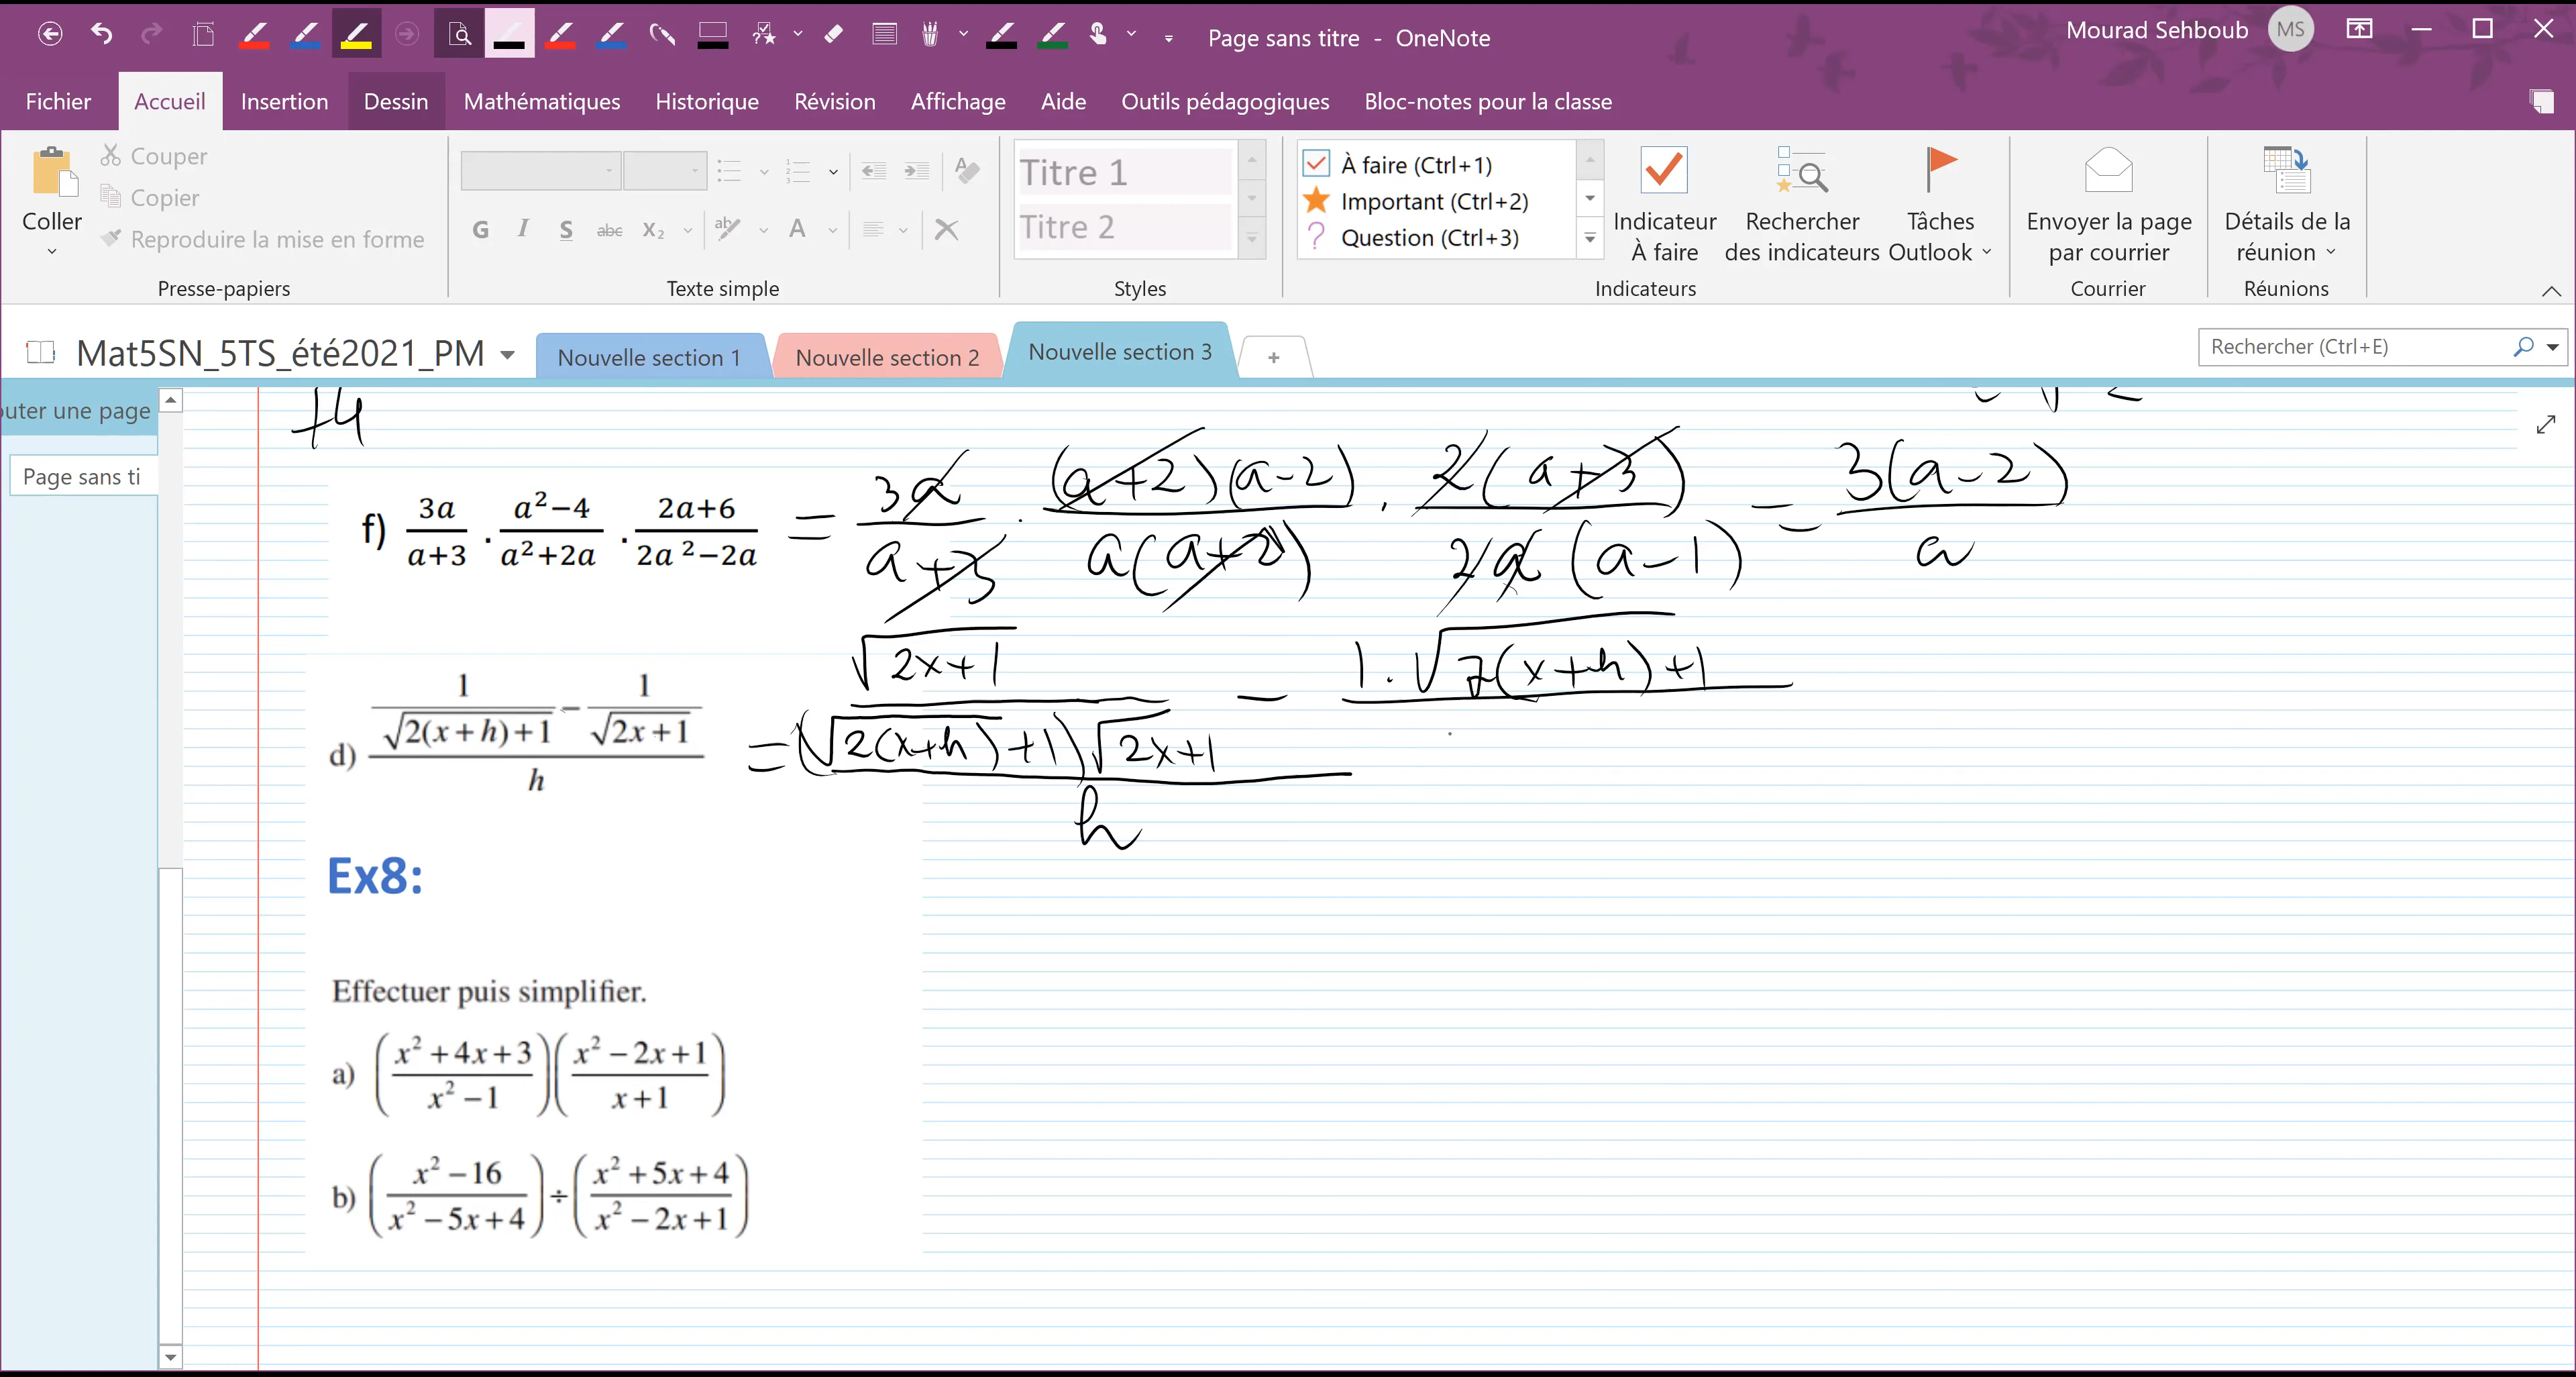 Page sans titre - OneNote
Mourad Sehboub MS
Fichier Accueil Insertion Dessin Mathématiques Historique Révision Affichage Aide Outils pédagogiques Bloc-notes pour la classe
Coller
Couper
Copier
Reproduire la mise en forme
Presse-papiers
G I S abc X₂ ab A
Texte simple
Titre 1
Titre 2
Styles
À faire (Ctrl+1)
Important (Ctrl+2)
Question (Ctrl+3)
Indicateur À faire
Rechercher des indicateurs
Tâches Outlook
Indicateurs
Envoyer la page par courrier
Courrier
Détails de la réunion
Réunions
Mat5SN_5TS_été2021_PM
Nouvelle section 1
Nouvelle section 2
Nouvelle section 3
+
Rechercher (Ctrl+E)
outer une page
Page sans ti
f) 3a/(a+3) . (a²−4)/(a²+2a) . (2a+6)/(2a²−2a) = 3a/(a+3) . (a+2)(a-2)/(a(a+2)) . 2(a+3)/(2a(a-1)) = 3(a-2)/a
d) (1/√(2(x+h)+1) − 1/√(2x+1))/h = √(2x+1)/((√(2(x+h))+1)√(2x+1)) − 1.√(7(x+h)+1) / h
Ex8:
Effectuer puis simplifier.
a) ((x²+4x+3)/(x²−1))((x²−2x+1)/(x+1))
b) ((x²−16)/(x²−5x+4))÷((x²+5x+4)/(x²−2x+1))